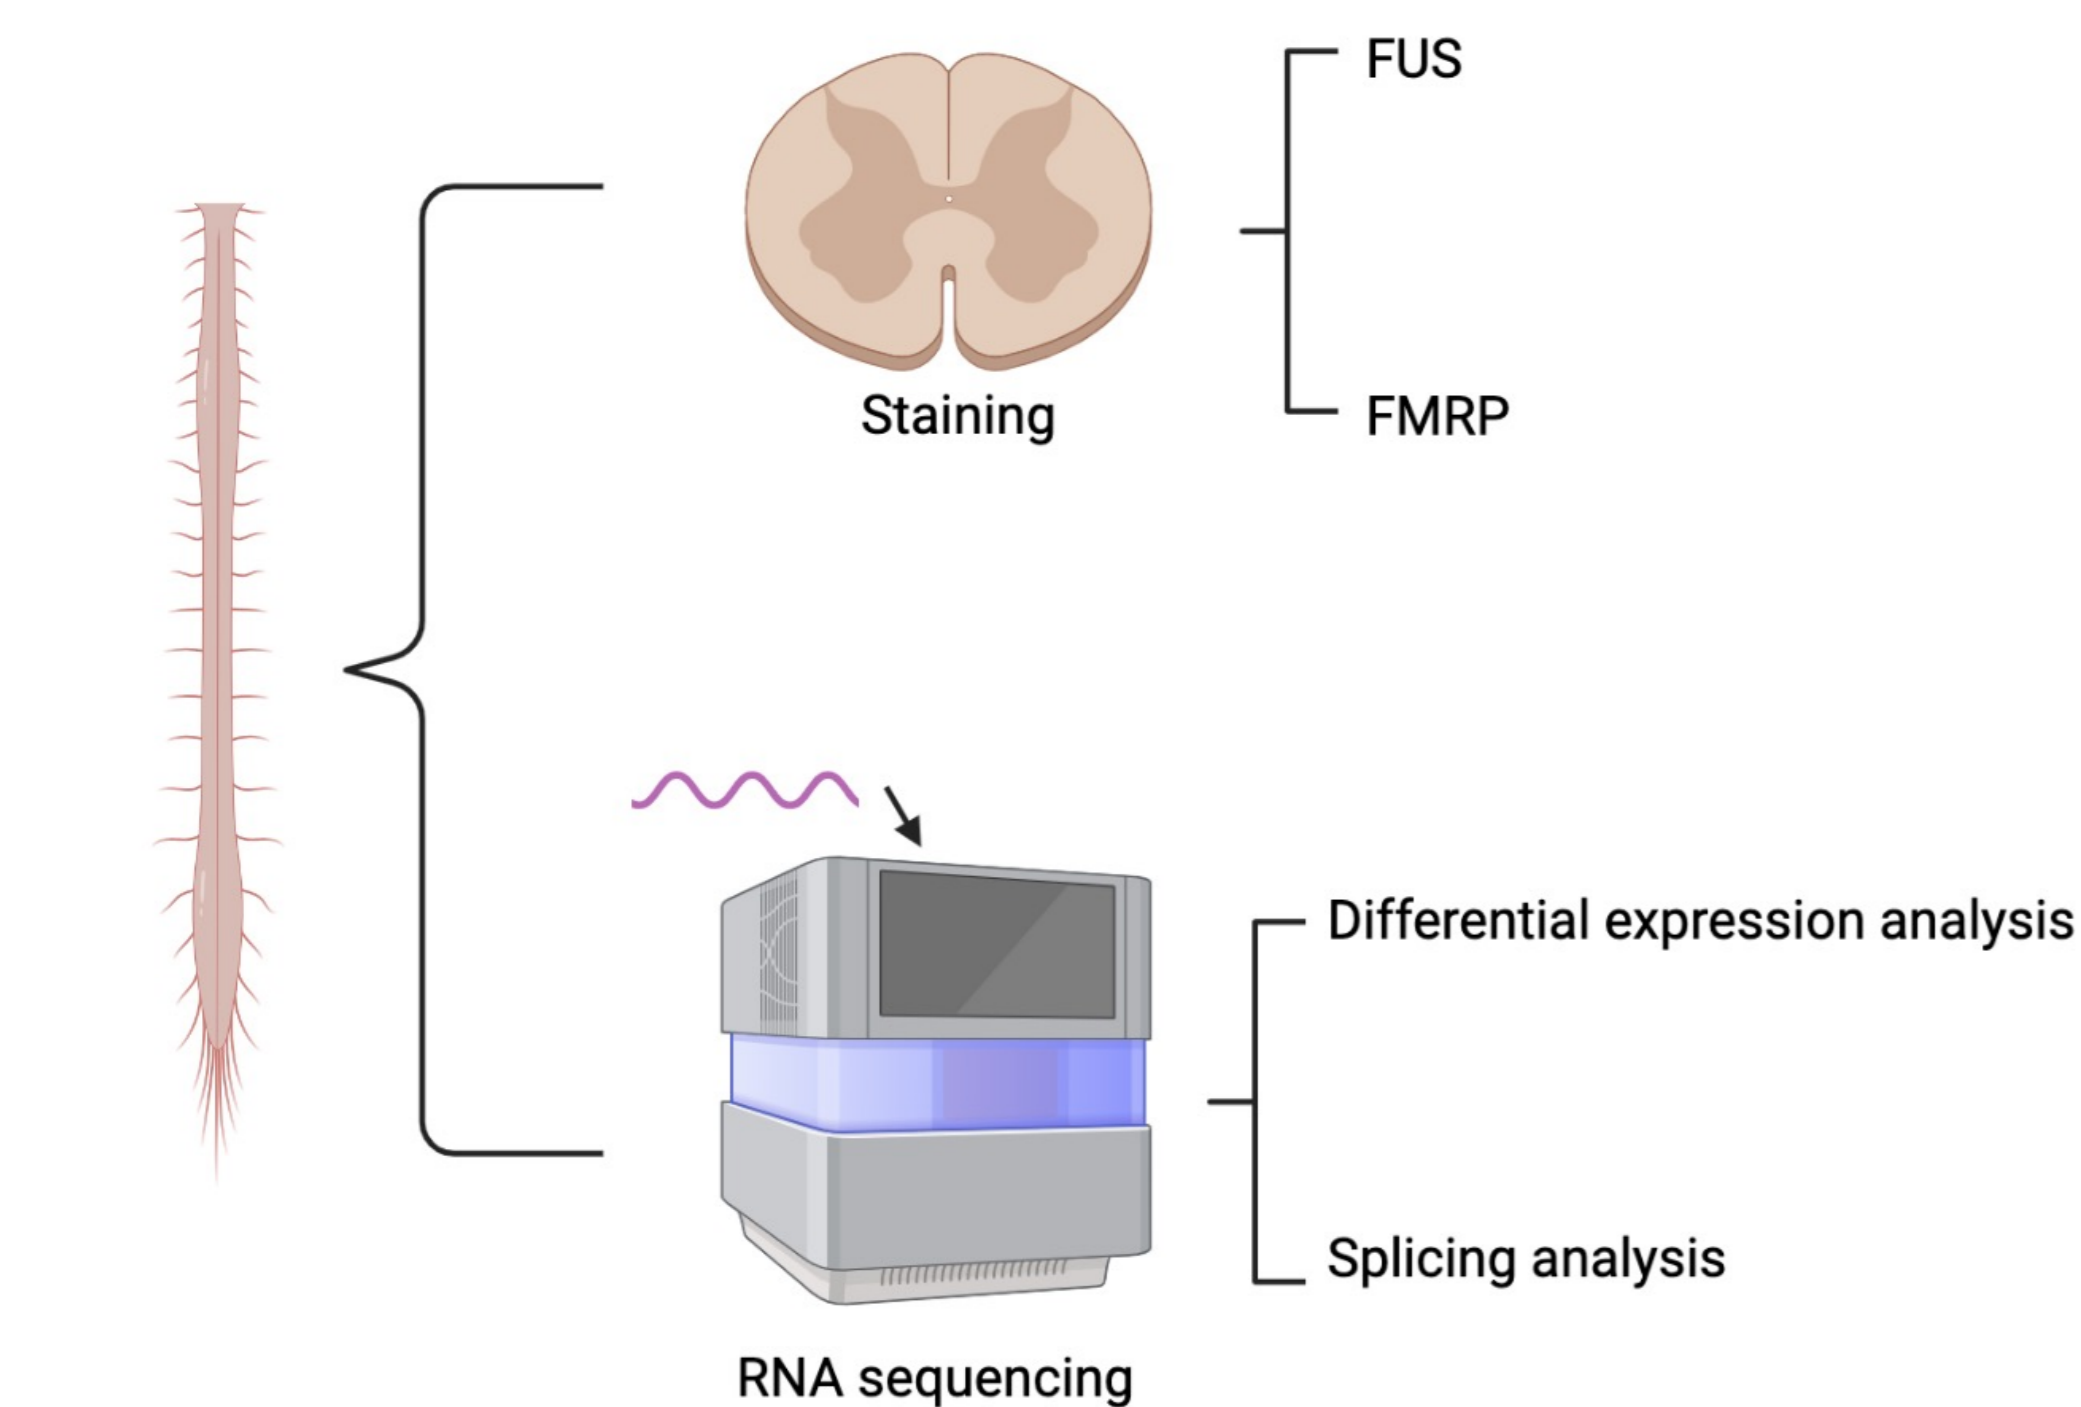 FUS
Staining
FMRP
Differential expression analysis
Splicing analysis
RNA sequencing